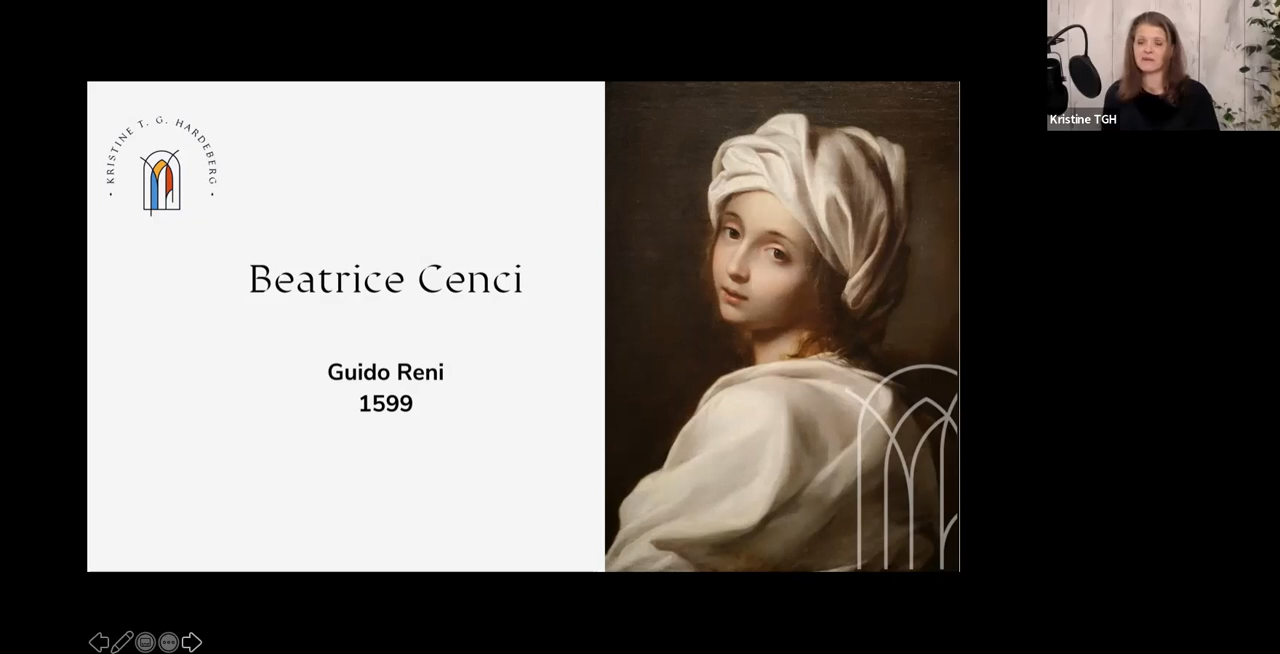 KRISTINE T. G. HARDEBERG
Beatrice Cenci
Guido Reni
1599
Kristine TGH